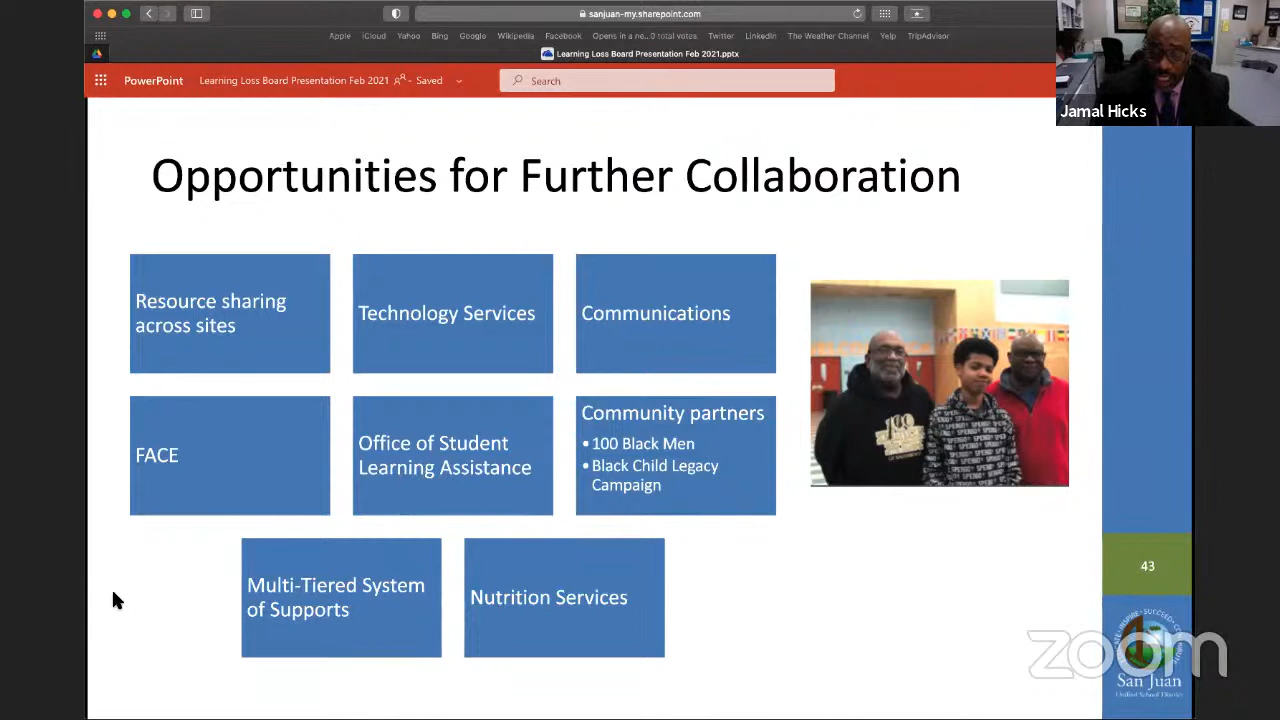 sanjuan-my.sharepoint.com
Apple iCloud Yahoo Bing Google Wikipedia Facebook Opens in a ne...0 total votes. Twitter LinkedIn The Weather Channel Yelp TripAdvisor
Learning Loss Board Presentation Feb 2021.pptx
PowerPoint Learning Loss Board Presentation Feb 2021 - Saved Search
Jamal Hicks
Opportunities for Further Collaboration
Resource sharing
across sites
Technology Services
Communications
FACE
Office of Student
Learning Assistance
Community partners
•100 Black Men
•Black Child Legacy
Campaign
Multi-Tiered System
of Supports
Nutrition Services
43
zoom
San Juan
Unified School District